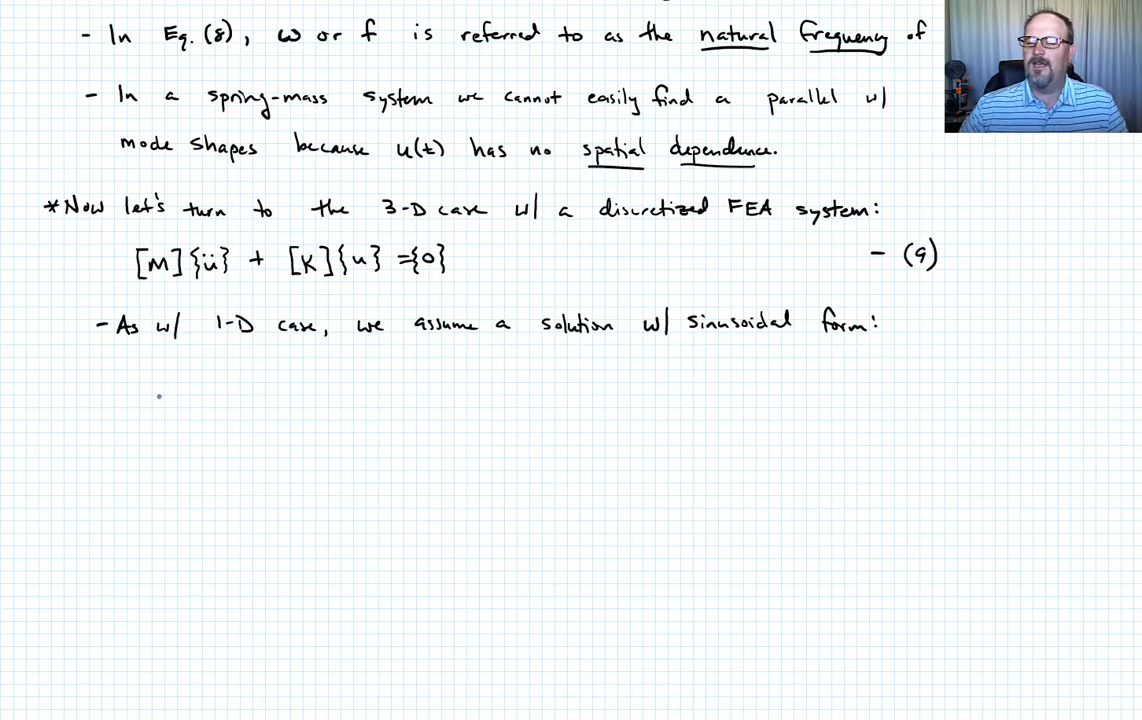 - In Eq. (8), ω or f is referred to as the natural frequency of
- In a spring-mass system we cannot easily find a parallel w/
mode shapes because u(t) has no spatial dependence.
*Now let's turn to the 3-D case w/ a discretized FEA system:
[M]{ü} + [K]{u} = {0} - (9)
- As w/ 1-D case, we assume a solution w/ sinusoidal form: